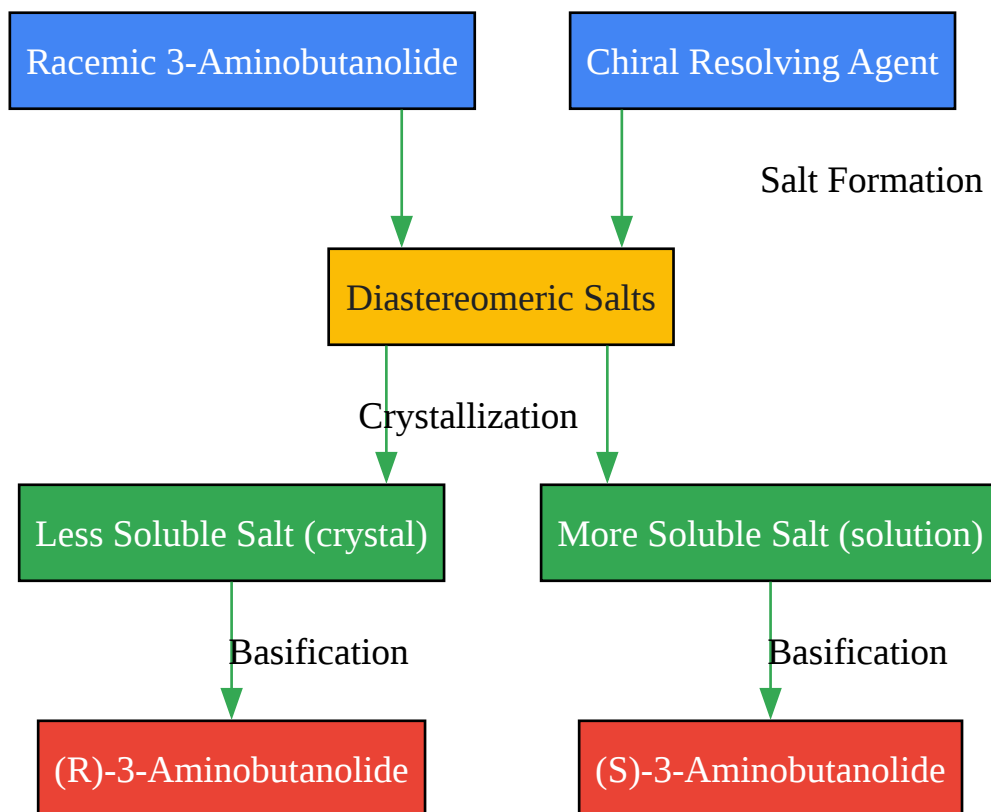 Racemic 3-Aminobutanolide
Chiral Resolving Agent
Salt Formation
Diastereomeric Salts
Crystallization
Less Soluble Salt (crystal)
More Soluble Salt (solution)
Basification
Basification
(R)-3-Aminobutanolide
(S)-3-Aminobutanolide